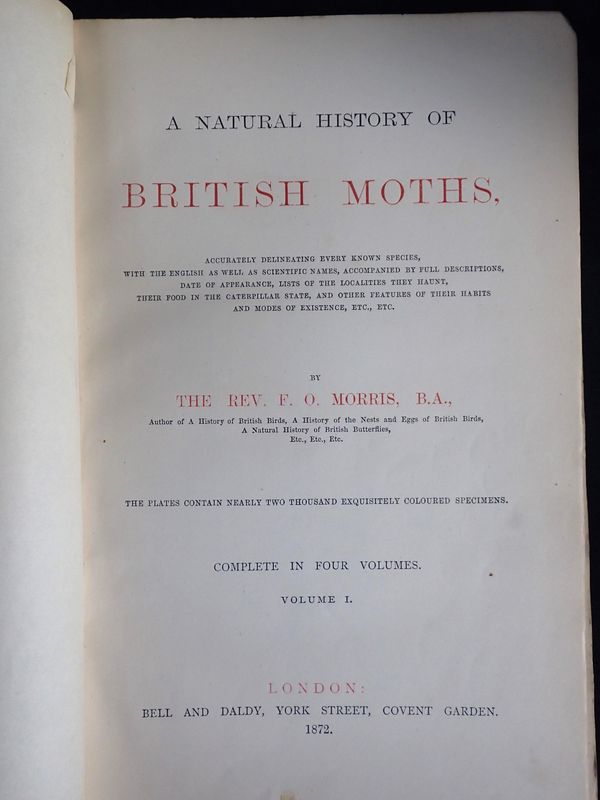 A NATURAL HISTORY OF
BRITISH MOTHS,
ACCURATELY DELINEATING EVERY KNOWN SPECIES,
WITH THE ENGLISH AS WELL AS SCIENTIFIC NAMES, ACCOMPANIED BY FULL DESCRIPTIONS,
DATE OF APPEARANCE, LISTS OF THE LOCALITIES THEY HAUNT,
THEIR FOOD IN THE CATERPILLAR STATE, AND OTHER FEATURES OF THEIR HABITS
AND MODES OF EXISTENCE, ETC., ETC.
BY
THE REV. F. O. MORRIS, B.A.,
Author of A History of British Birds, A History of the Nests and Eggs of British Birds,
A Natural History of British Butterflies,
Etc., Etc., Etc.
THE PLATES CONTAIN NEARLY TWO THOUSAND EXQUISITELY COLOURED SPECIMENS.
COMPLETE IN FOUR VOLUMES.
VOLUME I.
LONDON:
BELL AND DALDY, YORK STREET, COVENT GARDEN.
1872.